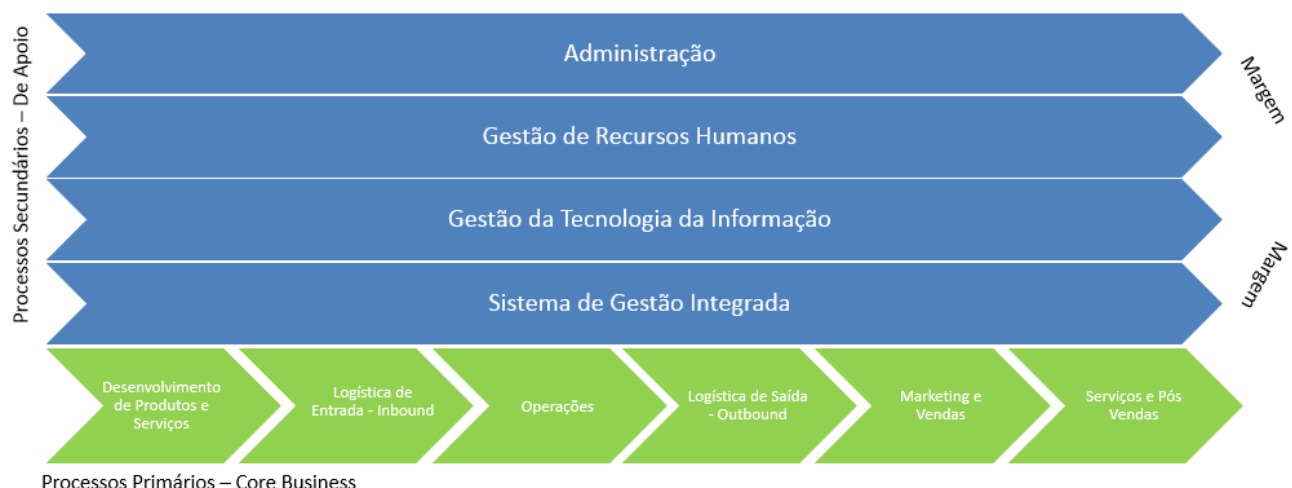 Processos Secundários – De Apoio
Administração
Gestão de Recursos Humanos
Gestão da Tecnologia da Informação
Sistema de Gestão Integrada
Margem
Margem
Desenvolvimento
de Produtos e
Serviços
Logística de
Entrada - Inbound
Operações
Logística de Saída
- Outbound
Marketing e
Vendas
Serviços e Pós
Vendas
Processos Primários – Core Business